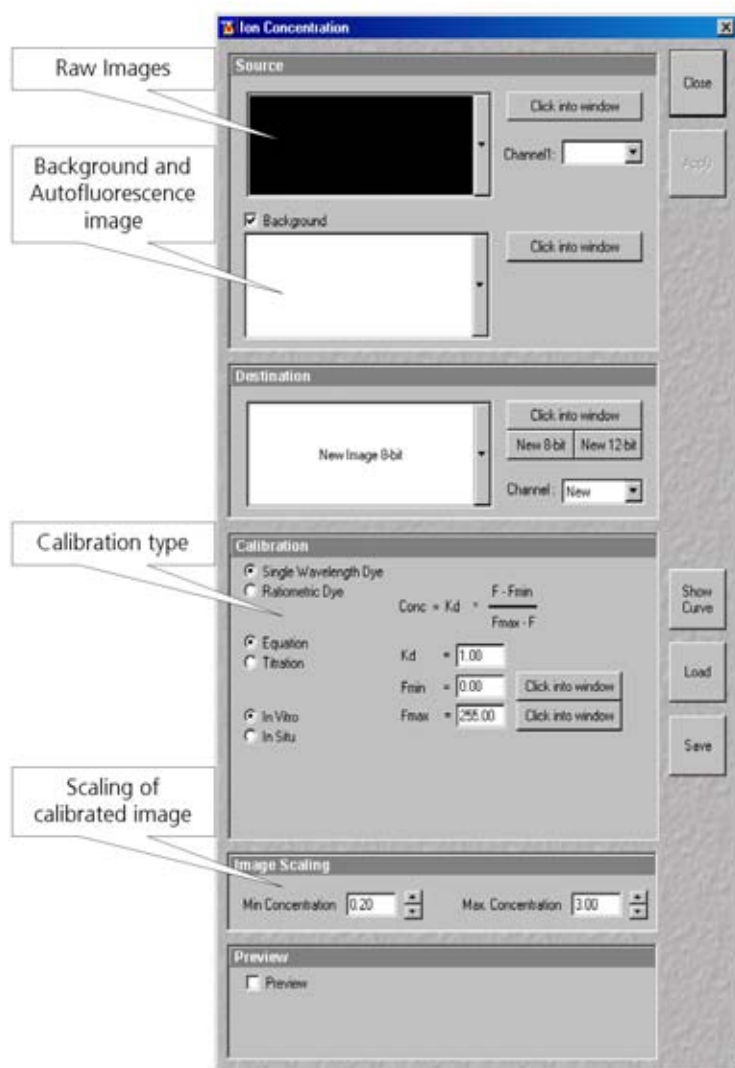 Ion Concentration
Raw Images
Source
Click into window
Close
Channel1:
Apply
Background and
Autofluorescence
image
Background
Click into window
Destination
New Image 8-bit
Click into window
New 8-bit New 12-bit
Channel : New
Calibration type
Calibration
Single Wavelength Dye
Ratiometric Dye
Conc = Kd * F - Fmin
Fmax - F
Equation
Titration
Kd = 1.00
Fmin = 0.00 Click into window
Fmax = 255.00 Click into window
In Vitro
In Situ
Show
Curve
Load
Save
Scaling of
calibrated image
Image Scaling
Min Concentration 0.20 Max. Concentration 3.00
Preview
Preview